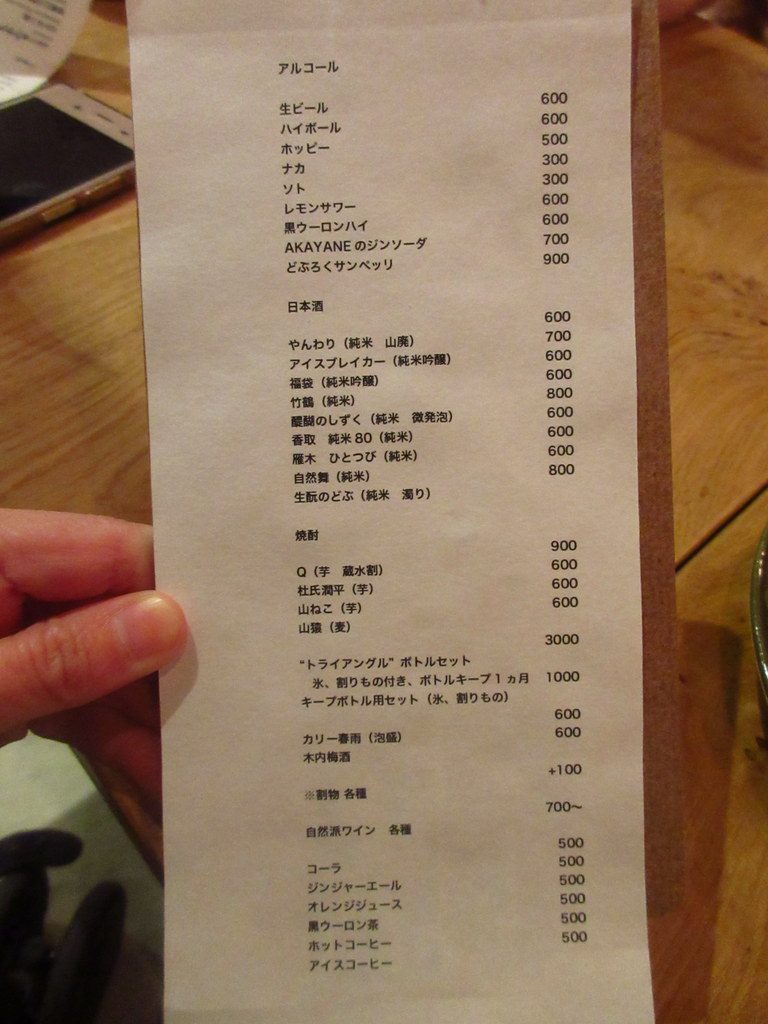 アルコール
生ビール 600
ハイボール 600
ホッピー 500
ナカ 300
ソト 300
レモンサワー 600
黒ウーロンハイ 600
AKAYANEのジンソーダ 700
どぶろくサンペッリ 900
日本酒
やんわり（純米 山廃） 600
アイスブレイカー（純米吟醸） 700
福袋（純米吟醸） 600
竹鶴（純米） 600
醍醐のしずく（純米 微発泡） 800
香取 純米80（純米） 600
雁木 ひとつび（純米） 600
自然舞（純米） 600
生酛のどぶ（純米 濁り） 800
焼酎
Q（芋 蔵水割） 900
杜氏潤平（芋） 600
山ねこ（芋） 600
山猿（麦） 600
“トライアングル”ボトルセット 3000
氷、割りもの付き、ボトルキープ1ヵ月
キープボトル用セット（氷、割りもの） 1000
カリー春雨（泡盛） 600
木内梅酒 600
※割物 各種 +100
自然派ワイン 各種 700～
コーラ 500
ジンジャーエール 500
オレンジジュース 500
黒ウーロン茶 500
ホットコーヒー 500
アイスコーヒー 500